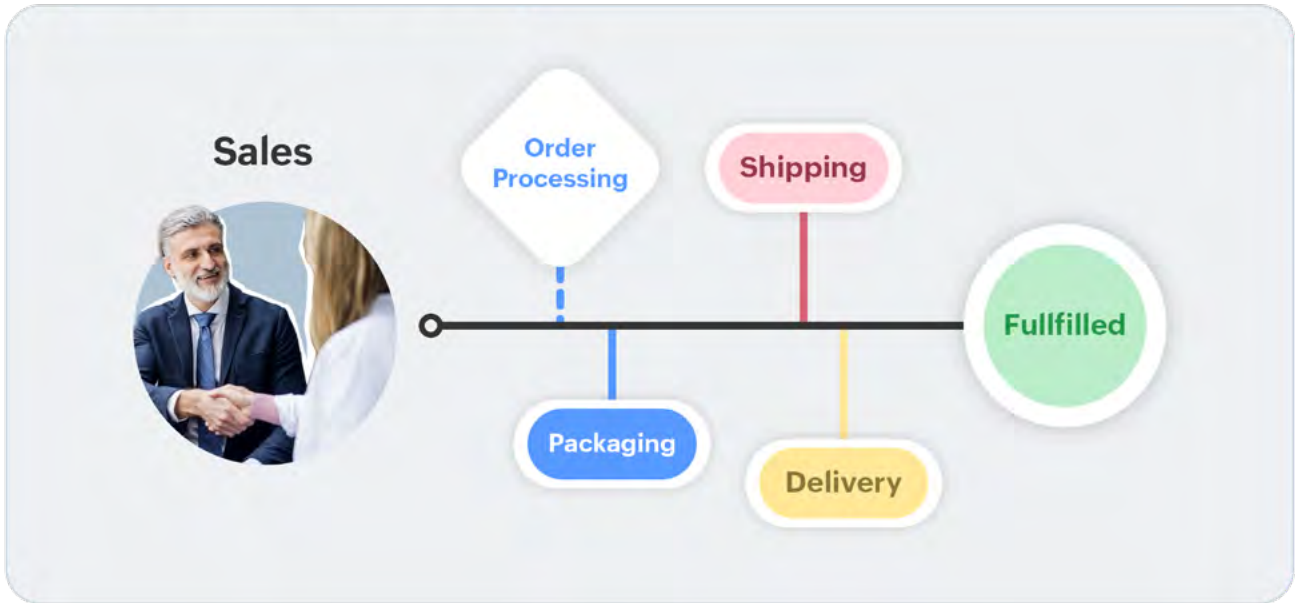 Sales
Order
Processing
Shipping
Fullfilled
Packaging
Delivery